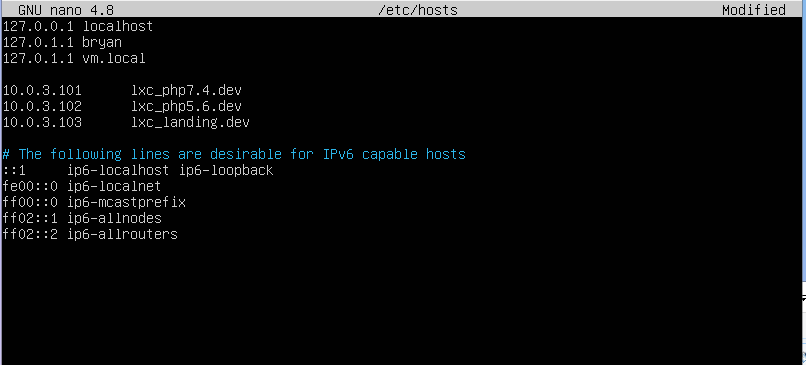 GNU nano 4.8 /etc/hosts Modified
127.0.0.1 localhost
127.0.1.1 bryan
127.0.1.1 vm.local
10.0.3.101 lxc_php7.4.dev
10.0.3.102 lxc_php5.6.dev
10.0.3.103 lxc_landing.dev
# The following lines are desirable for IPv6 capable hosts
::1 ip6-localhost ip6-loopback
fe00::0 ip6-localnet
ff00::0 ip6-mcastprefix
ff02::1 ip6-allnodes
ff02::2 ip6-allrouters